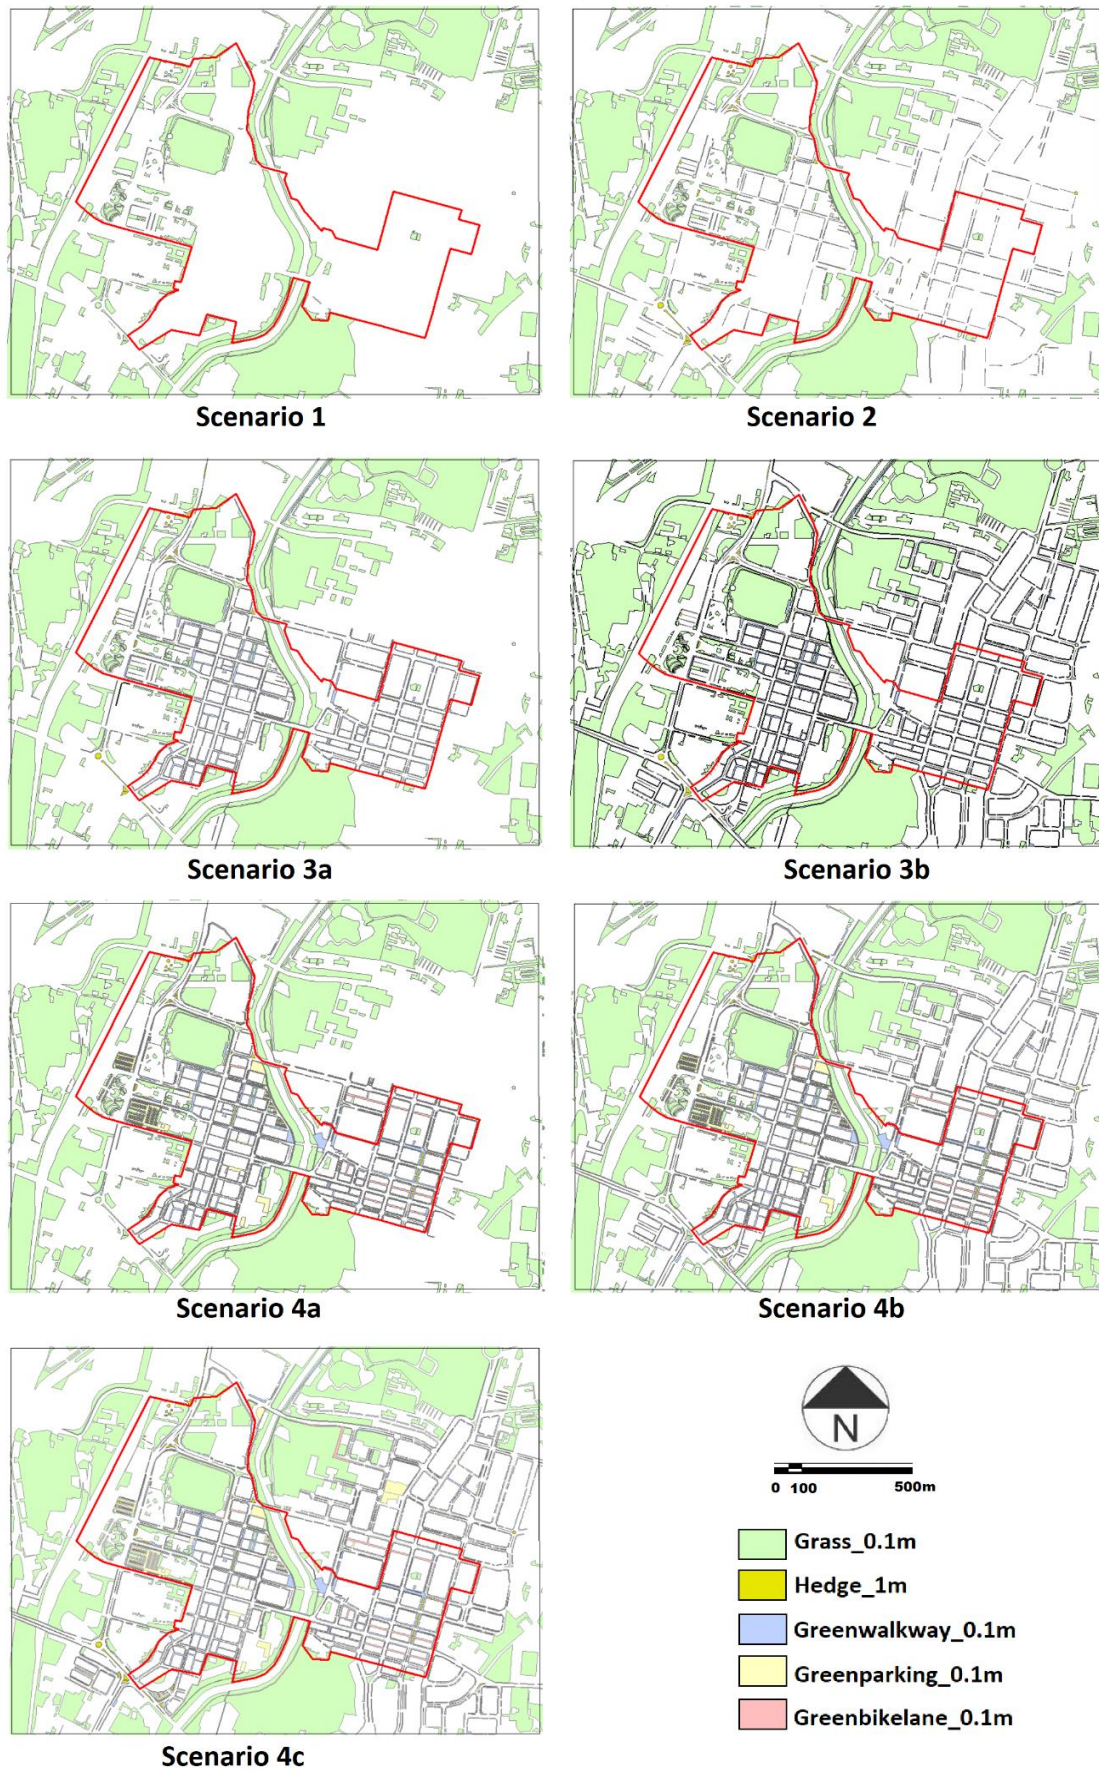 Scenario 1
Scenario 2
Scenario 3a
Scenario 3b
Scenario 4a
Scenario 4b
Scenario 4c
N
0 100 500m
Grass_0.1m
Hedge_1m
Greenwalkway_0.1m
Greenparking_0.1m
Greenbikelane_0.1m